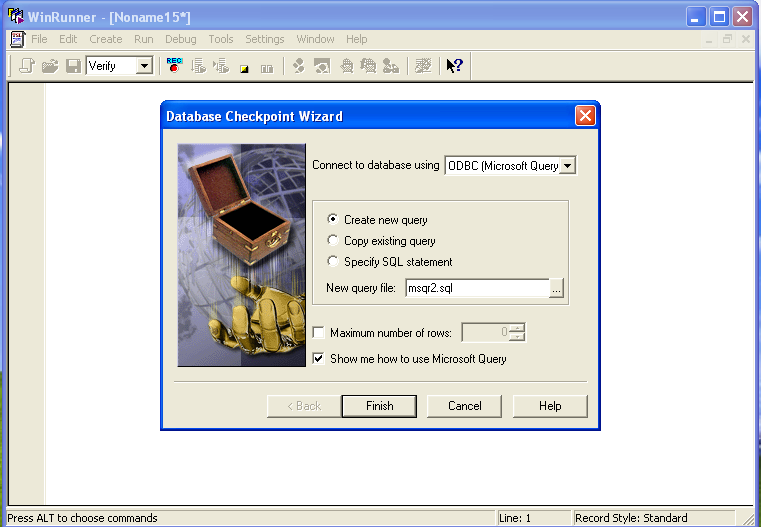 WinRunner - [Noname15*]
File Edit Create Run Debug Tools Settings Window Help
Verify REC
Database Checkpoint Wizard
Connect to database using ODBC (Microsoft Query
Create new query
Copy existing query
Specify SQL statement
New query file: msqr2.sql ...
Maximum number of rows: 0
Show me how to use Microsoft Query
< Back Finish Cancel Help
Press ALT to choose commands Line: 1 Record Style: Standard